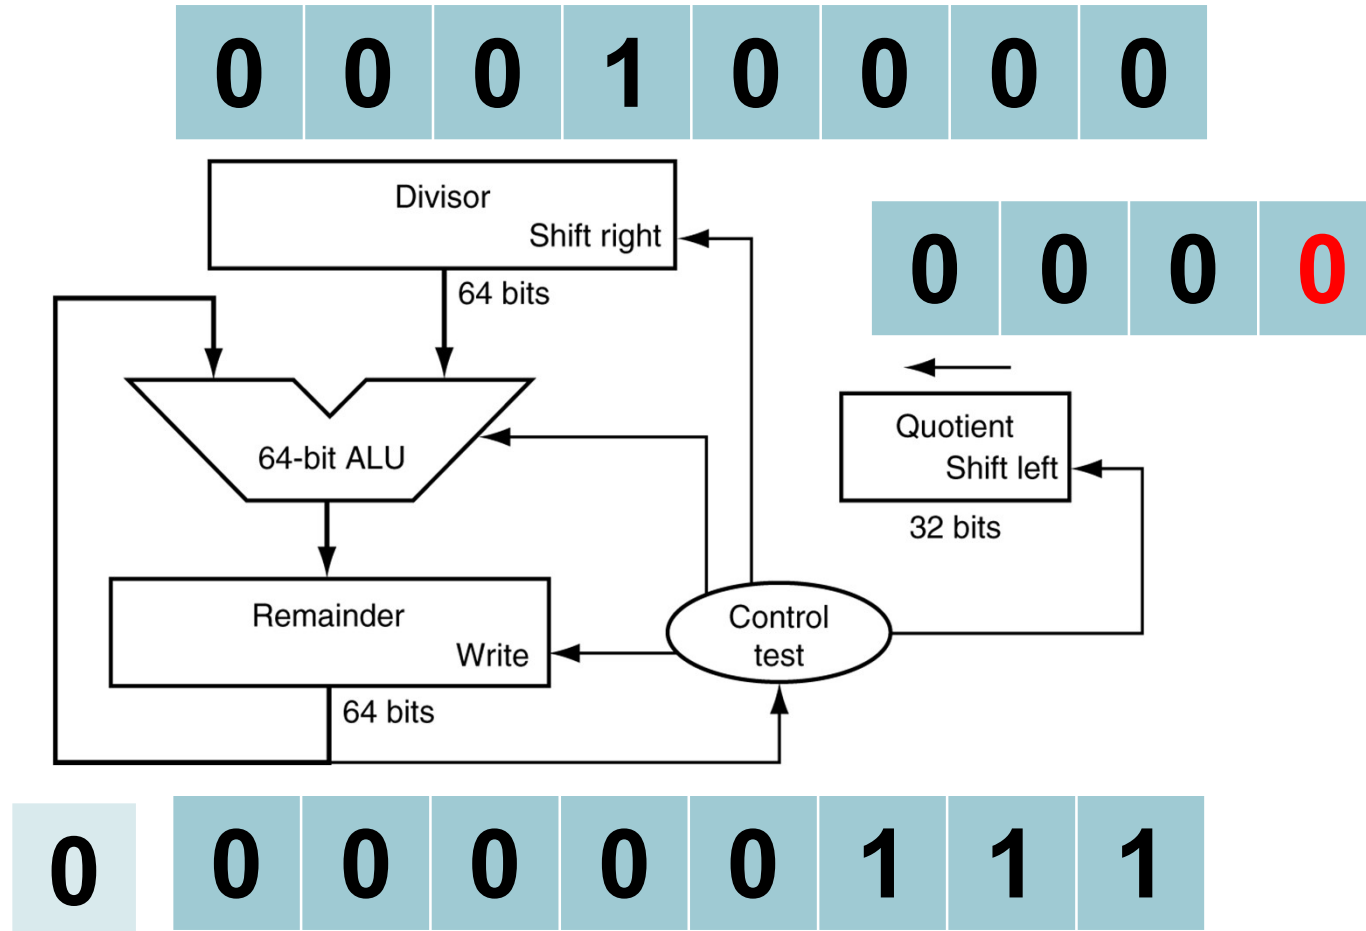 0 0 0 1 0 0 0 0
Divisor
Shift right
64 bits
0 0 0 0
64-bit ALU
Quotient
Shift left
32 bits
Remainder
Write
Control
test
64 bits
0 0 0 0 0 0 1 1 1